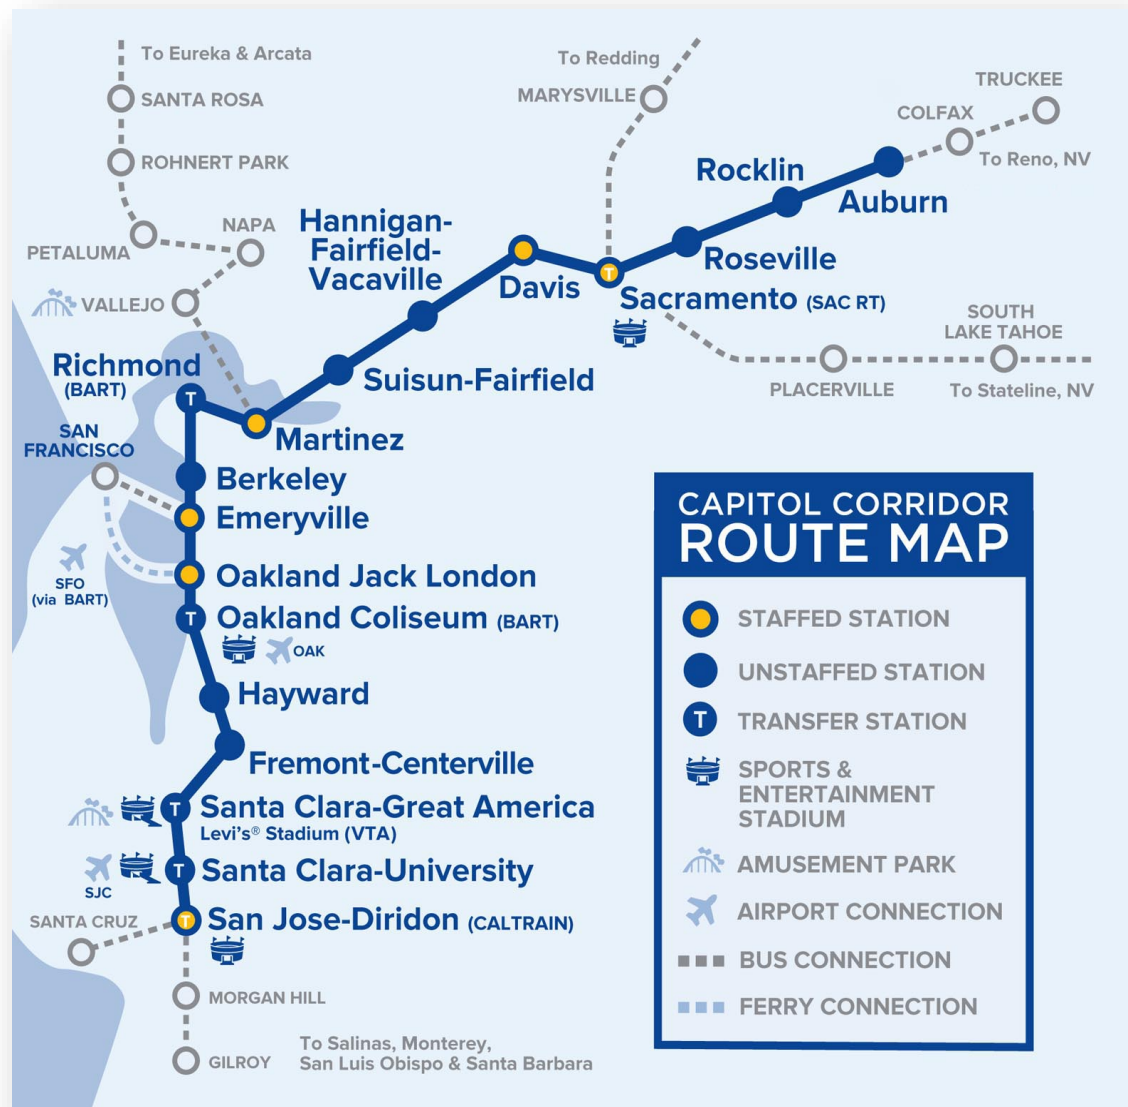 To Eureka & Arcata
SANTA ROSA
ROHNERT PARK
PETALUMA
NAPA
VALLEJO
To Redding
MARYSVILLE
TRUCKEE
COLFAX
To Reno, NV
Rocklin
Auburn
Roseville
Hannigan-
Fairfield-
Vacaville
Davis
T
Sacramento (SAC RT)
SOUTH
LAKE TAHOE
PLACERVILLE
To Stateline, NV
Suisun-Fairfield
Richmond
(BART)
T
Martinez
SAN
FRANCISCO
Berkeley
Emeryville
SFO
(via BART)
Oakland Jack London
T
Oakland Coliseum (BART)
OAK
Hayward
Fremont-Centerville
T
Santa Clara-Great America
Levi's® Stadium (VTA)
SJC
T
Santa Clara-University
SANTA CRUZ
T
San Jose-Diridon (CALTRAIN)
MORGAN HILL
GILROY
To Salinas, Monterey,
San Luis Obispo & Santa Barbara
CAPITOL CORRIDOR
ROUTE MAP
STAFFED STATION
UNSTAFFED STATION
T
TRANSFER STATION
SPORTS &
ENTERTAINMENT
STADIUM
AMUSEMENT PARK
AIRPORT CONNECTION
BUS CONNECTION
FERRY CONNECTION